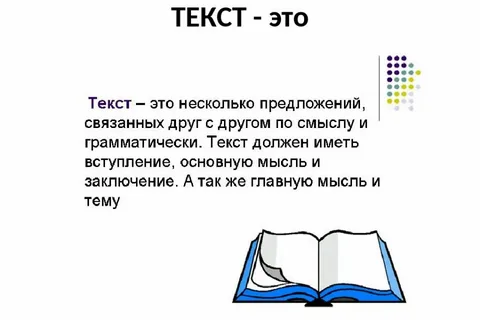 ТЕКСТ - это
Текст – это несколько предложений,
связанных друг с другом по смыслу и
грамматически. Текст должен иметь
вступление, основную мысль и
заключение. А так же главную мысль и
тему